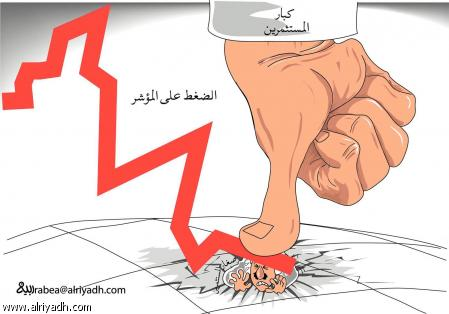 كبار
المستثمرين
الضغط على المؤشر
rabea@alriyadh.com
www.alriyadh.com